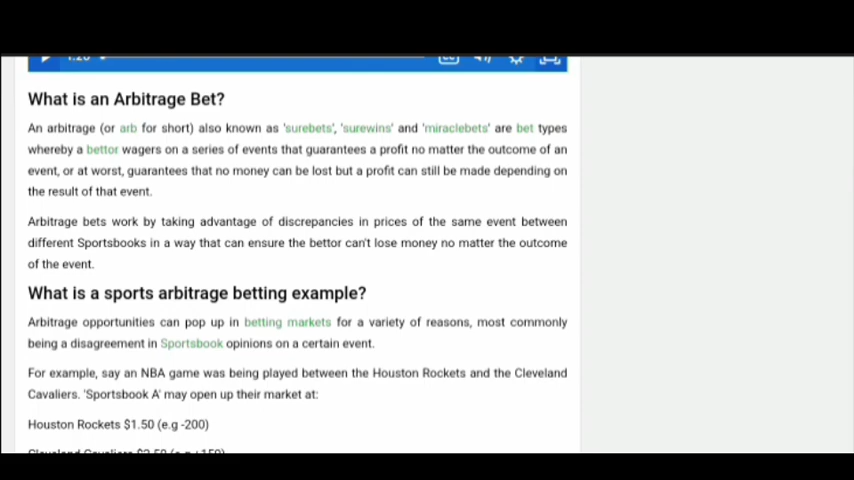 What is an Arbitrage Bet?
An arbitrage (or arb for short) also known as 'surebets', 'surewins' and 'miraclebets' are bet types
whereby a bettor wagers on a series of events that guarantees a profit no matter the outcome of an
event, or at worst, guarantees that no money can be lost but a profit can still be made depending on
the result of that event.
Arbitrage bets work by taking advantage of discrepancies in prices of the same event between
different Sportsbooks in a way that can ensure the bettor can't lose money no matter the outcome
of the event.
What is a sports arbitrage betting example?
Arbitrage opportunities can pop up in betting markets for a variety of reasons, most commonly
being a disagreement in Sportsbook opinions on a certain event.
For example, say an NBA game was being played between the Houston Rockets and the Cleveland
Cavaliers. 'Sportsbook A' may open up their market at:
Houston Rockets $1.50 (e.g -200)